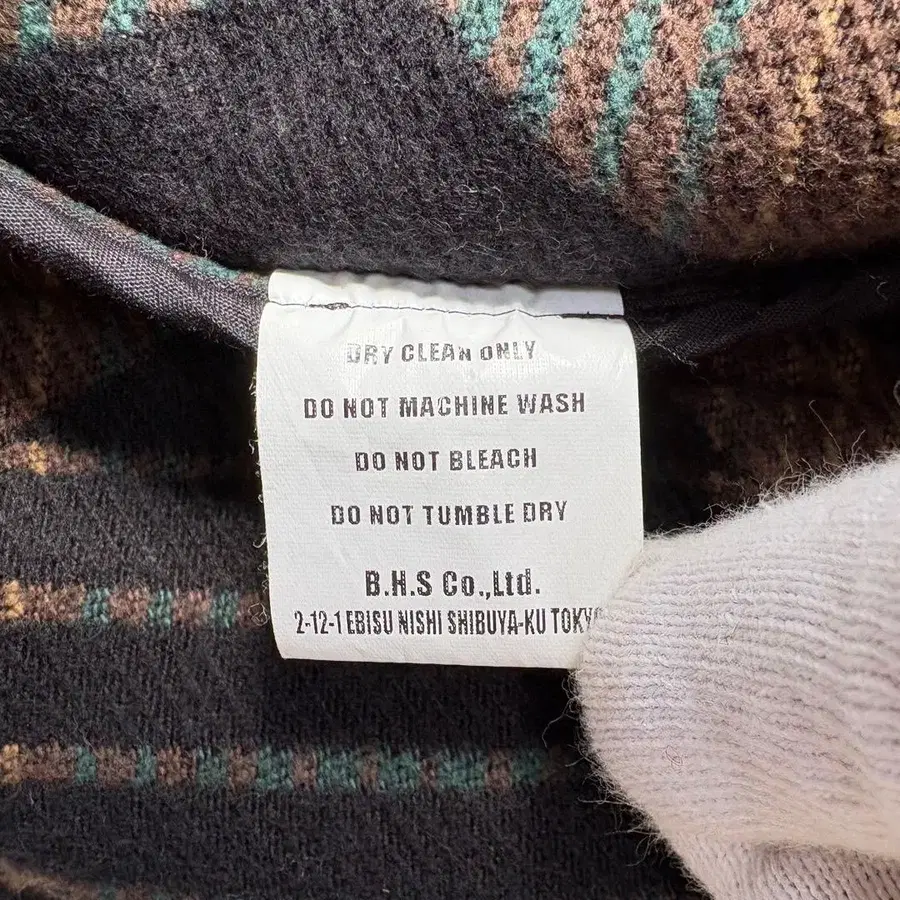 DRY CLEAN ONLY
DO NOT MACHINE WASH
DO NOT BLEACH
DO NOT TUMBLE DRY
B.H.S Co.,Ltd.
2-12-1 EBISU NISHI SHIBUYA-KU